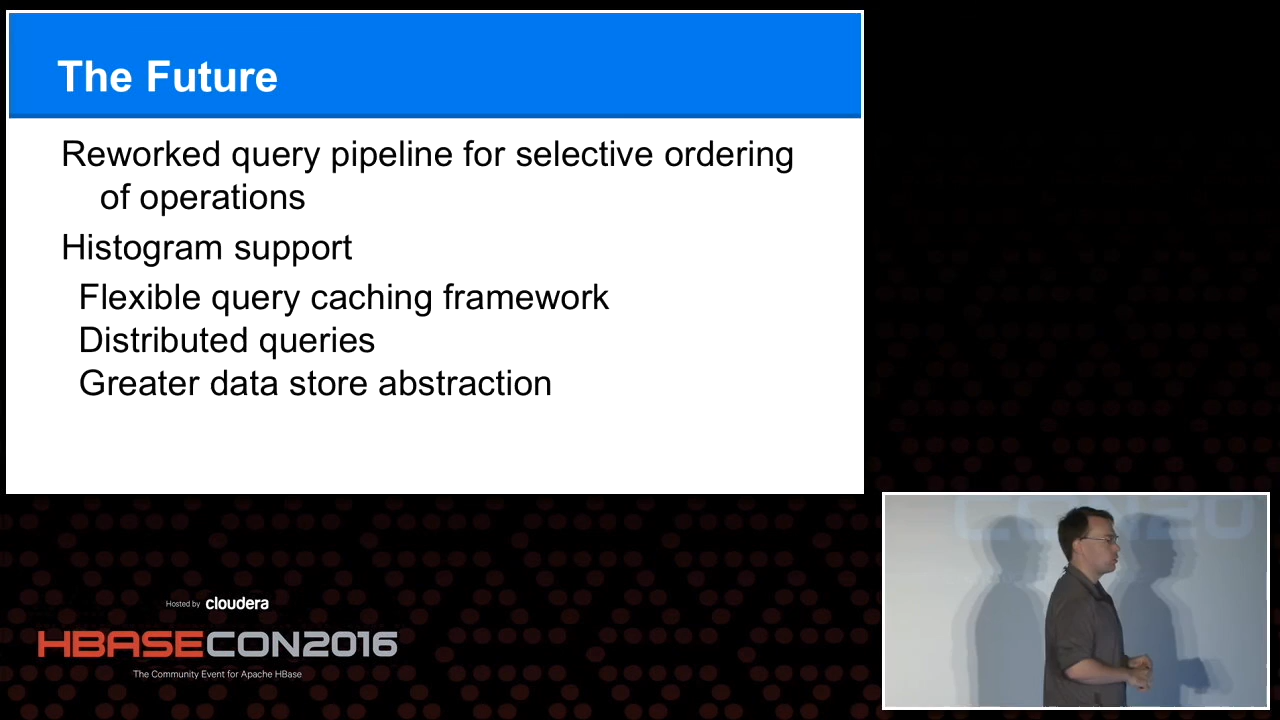 The Future
Reworked query pipeline for selective ordering
of operations
Histogram support
Flexible query caching framework
Distributed queries
Greater data store abstraction
Hosted by cloudera
HBASECON2016
The Community Event for Apache HBase